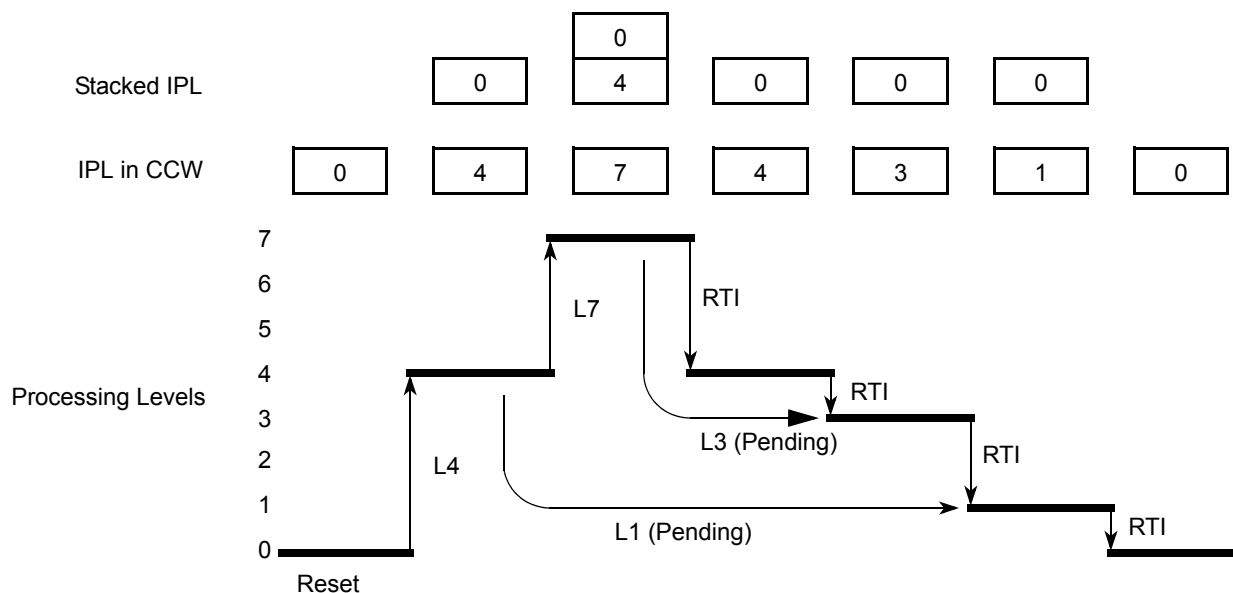 0
Stacked IPL 0 4 0 0 0
IPL in CCW 0 4 7 4 3 1 0
7
6
L7 RTI
5
4
Processing Levels RTI
3
L3 (Pending)
2 L4 RTI
1
L1 (Pending) RTI
0
Reset